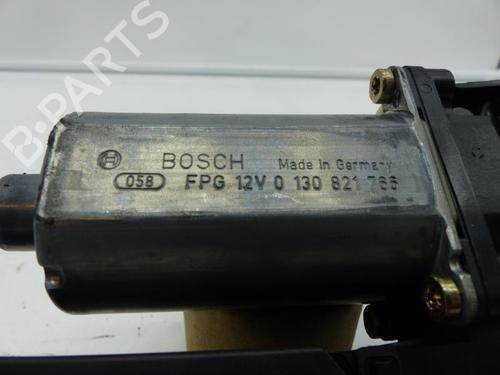 B-PARTS
BOSCH Made in Germany
058 FPG 12V 0 130 821 766